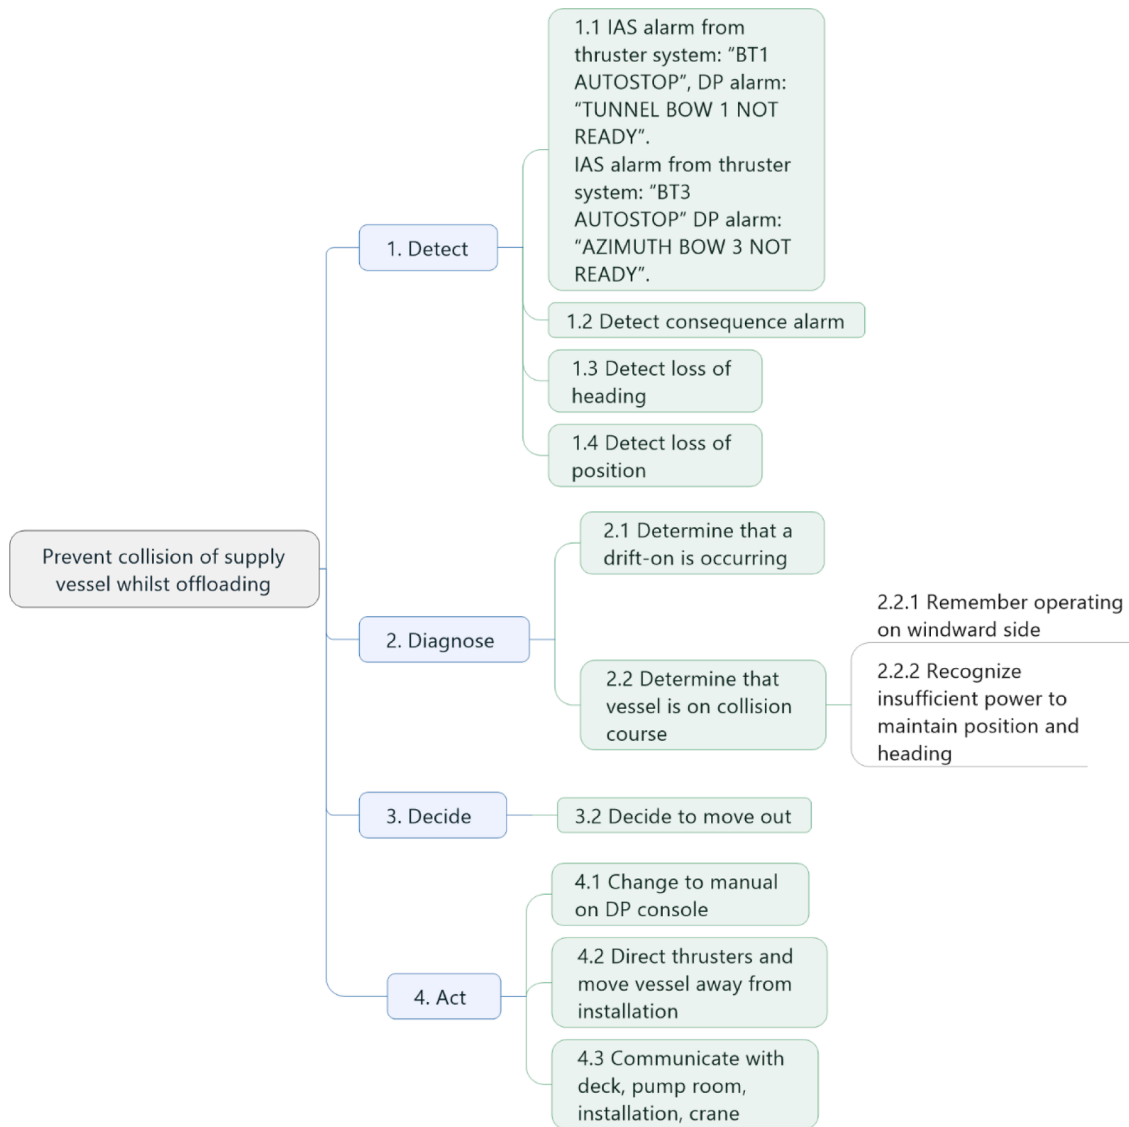 Prevent collision of supply
vessel whilst offloading
1. Detect
1.1 IAS alarm from
thruster system: “BT1
AUTOSTOP”, DP alarm:
“TUNNEL BOW 1 NOT
READY”.
IAS alarm from thruster
system: “BT3
AUTOSTOP” DP alarm:
“AZIMUTH BOW 3 NOT
READY”.
1.2 Detect consequence alarm
1.3 Detect loss of
heading
1.4 Detect loss of
position
2. Diagnose
2.1 Determine that a
drift-on is occurring
2.2 Determine that
vessel is on collision
course
2.2.1 Remember operating
on windward side
2.2.2 Recognize
insufficient power to
maintain position and
heading
3. Decide
3.2 Decide to move out
4. Act
4.1 Change to manual
on DP console
4.2 Direct thrusters and
move vessel away from
installation
4.3 Communicate with
deck, pump room,
installation, crane